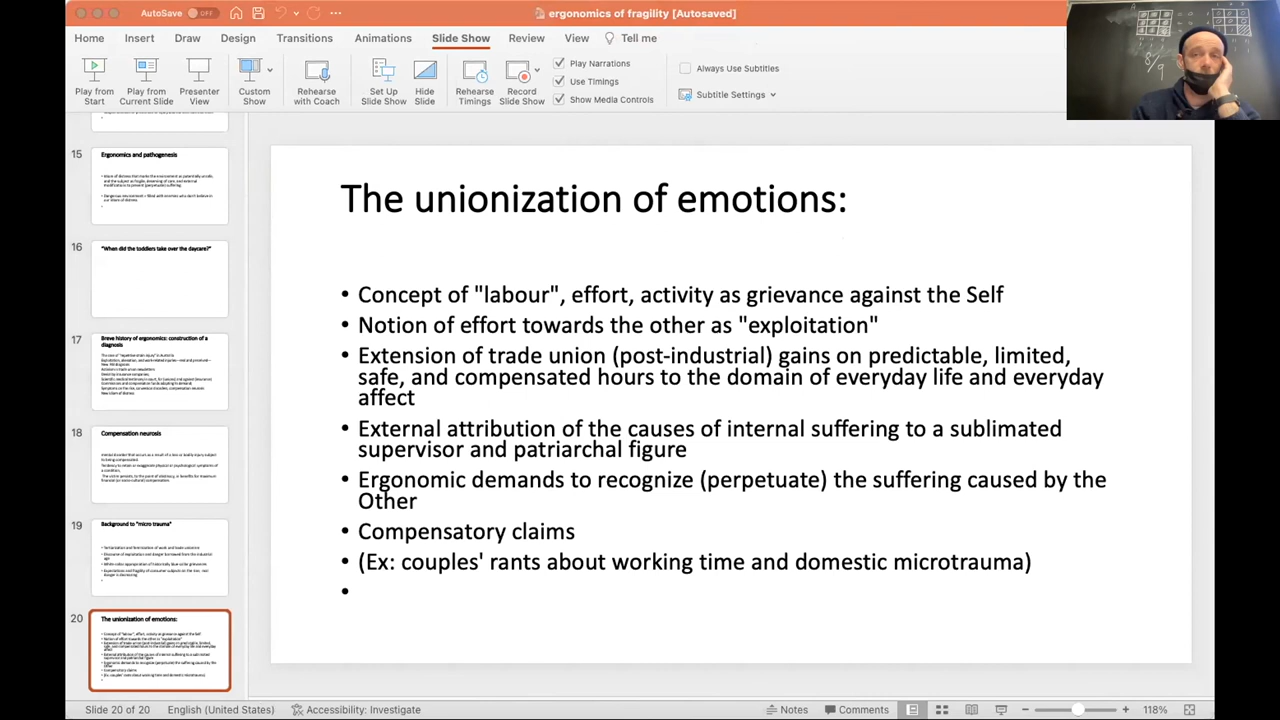 AutoSave OFF
ergonomics of fragility [Autosaved]
Home Insert Draw Design Transitions Animations Slide Show Review View Tell me
Play from Start
Play from Current Slide
Presenter View
Custom Show
Rehearse with Coach
Set Up Slide Show
Hide Slide
Rehearse Timings
Record Slide Show
Play Narrations
Use Timings
Show Media Controls
Always Use Subtitles
Subtitle Settings
8/9
15
Ergonomics and pathogenesis
16
"When did the toddlers take over the daycare?"
17
Breve history of ergonomics: construction of a
diagnosis
18
Compensation neurosis
19
Background to "micro trauma"
20
The unionization of emotions:
The unionization of emotions:
• Concept of "labour", effort, activity as grievance against the Self
• Notion of effort towards the other as "exploitation"
• Extension of trade union (post-industrial) gains on predictable, limited,
safe, and compensated hours to the domain of everyday life and everyday
affect
• External attribution of the causes of internal suffering to a sublimated
supervisor and patriarchal figure
• Ergonomic demands to recognize (perpetuate) the suffering caused by the
Other
• Compensatory claims
• (Ex: couples' rants about working time and domestic microtrauma)
•
Slide 20 of 20 English (United States) Accessibility: Investigate Notes Comments 118%